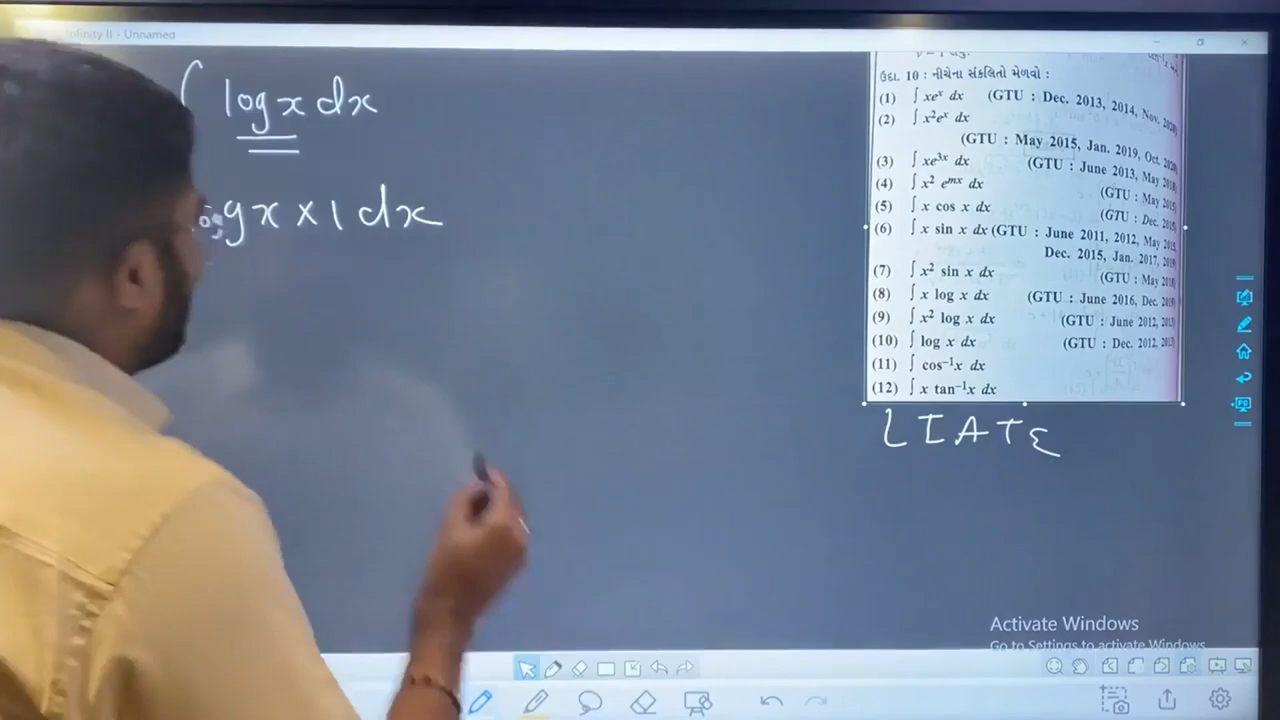 Infinity II - Unnamed
∫ log x dx
log x × 1 dx
ઉદા. 10 : નીચેના સંકલિતો મેળવો :
(1) ∫ xeˣ dx (GTU : Dec. 2013, 2014, Nov. 2020)
(2) ∫ x²eˣ dx
(GTU : May 2015, Jan. 2019, Oct. 2020)
(3) ∫ xe³ˣ dx (GTU : June 2013, May 2018)
(4) ∫ x² eᵐˣ dx (GTU : May 2015)
(5) ∫ x cos x dx (GTU : Dec. 2015)
(6) ∫ x sin x dx (GTU : June 2011, 2012, May 2015,
Dec. 2015, Jan. 2017, 2019)
(7) ∫ x² sin x dx (GTU : May 2018)
(8) ∫ x log x dx (GTU : June 2016, Dec. 2019)
(9) ∫ x² log x dx (GTU : June 2012, 2013)
(10) ∫ log x dx (GTU : Dec. 2012, 2013)
(11) ∫ cos⁻¹x dx
(12) ∫ x tan⁻¹x dx
LIATE
Activate Windows
Go to Settings to activate Windows.